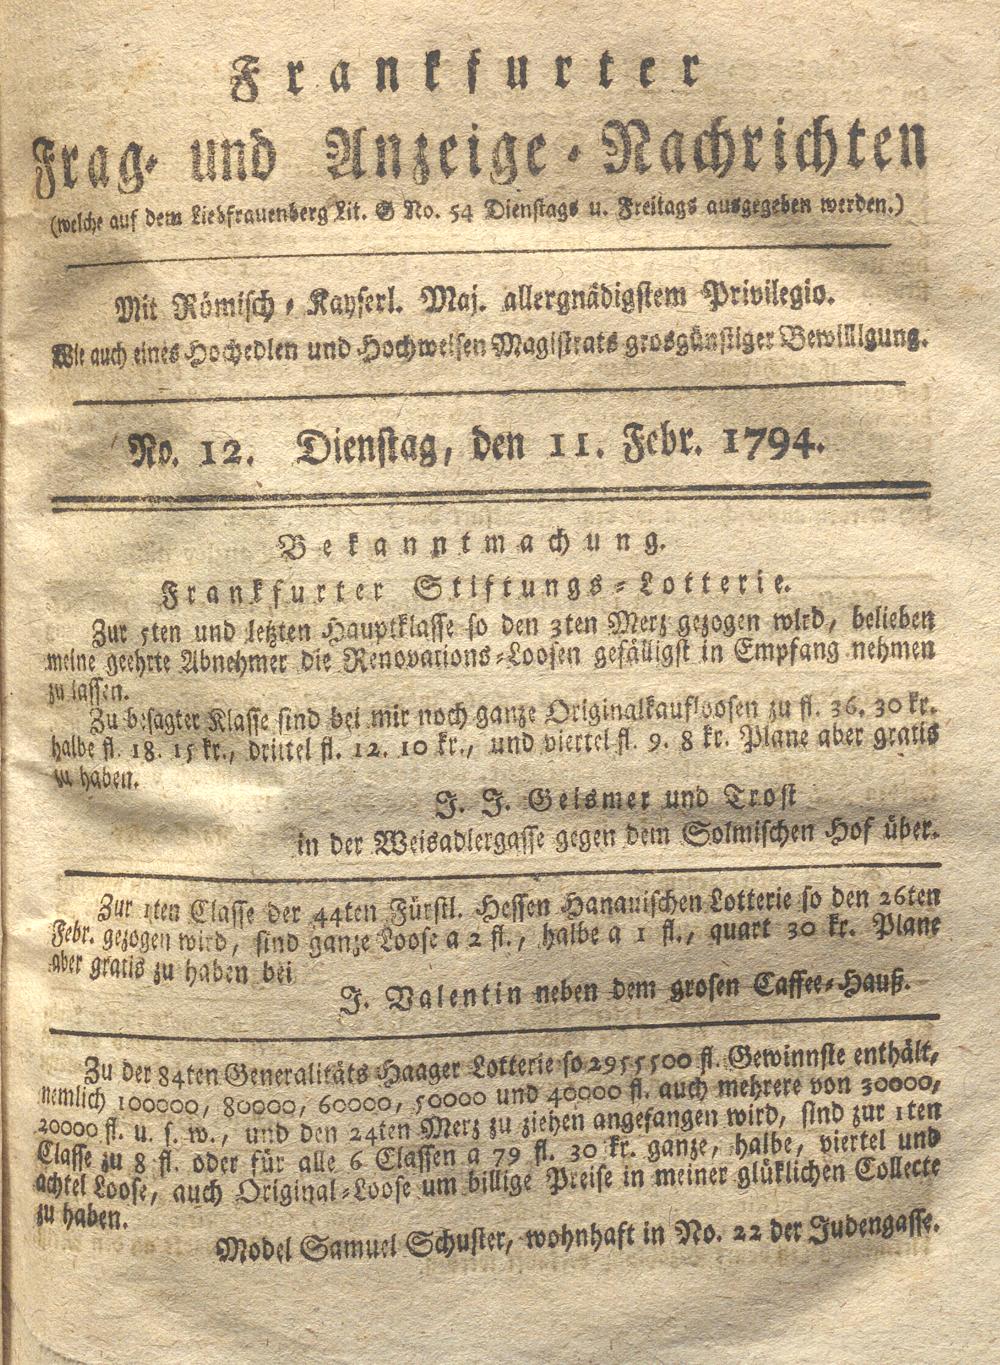 Frankfurter
Frag- und Anzeige-Nachrichten
(welche auf dem Liebfrauenberg Lit. G No. 54 Dienstags u. Freitags ausgegeben werden.)
Mit Römisch-Kayserl. Maj. allergnädigstem Privilegio.
Wie auch eines Hochedlen und Hochweisen Magistrats grosgünstiger Bewilligung.
No. 12. Dienstag, den 11. Febr. 1794.
Bekanntmachung.
Frankfurter Stiftungs-Lotterie.
Zur 5ten und letzten Hauptklasse so den 3ten Merz gezogen wird, belieben
meine geehrte Abnehmer die Renovations-Loosen gefälligst in Empfang nehmen
zu lassen.
Zu besagter Klasse sind bei mir noch ganze Originalkaufloosen zu fl. 36. 30 kr.
halbe fl. 18. 15 kr., drittel fl. 12. 10 kr., und viertel fl. 9. 8 kr. Plane aber gratis
zu haben.
J. J. Geismer und Trost
in der Weisadlergasse gegen dem Solmischen Hof über.
Zur 1ten Classe der 44ten Fürstl. Hessen Hanauischen Lotterie so den 26ten
Febr. gezogen wird, sind ganze Loose a 2 fl., halbe a 1 fl., quart 30 kr. Plane
aber gratis zu haben bei
J. Valentin neben dem grosen Caffee-Hauß.
Zu der 84ten Generalitäts Haager Lotterie so 2955500 fl. Gewinnste enthält,
nemlich 100000, 80000, 60000, 50000 und 40000 fl. auch mehrere von 30000,
20000 fl. u. s. w., und den 24ten Merz zu ziehen angefangen wird, sind zur 1ten
Classe zu 8 fl. oder für alle 6 Classen a 79 fl. 30 kr. ganze, halbe, viertel und
achtel Loose, auch Original-Loose um billige Preise in meiner glüklichen Collecte
zu haben.
Model Samuel Schuster, wohnhaft in No. 22 der Judengasse.